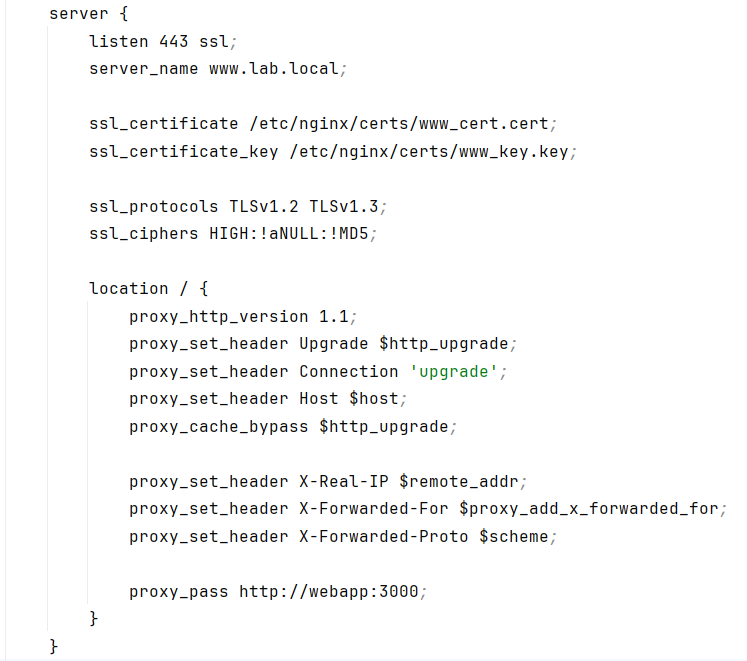 server {
listen 443 ssl;
server_name www.lab.local;
ssl_certificate /etc/nginx/certs/www_cert.cert;
ssl_certificate_key /etc/nginx/certs/www_key.key;
ssl_protocols TLSv1.2 TLSv1.3;
ssl_ciphers HIGH:!aNULL:!MD5;
location / {
proxy_http_version 1.1;
proxy_set_header Upgrade $http_upgrade;
proxy_set_header Connection 'upgrade';
proxy_set_header Host $host;
proxy_cache_bypass $http_upgrade;
proxy_set_header X-Real-IP $remote_addr;
proxy_set_header X-Forwarded-For $proxy_add_x_forwarded_for;
proxy_set_header X-Forwarded-Proto $scheme;
proxy_pass http://webapp:3000;
}
}